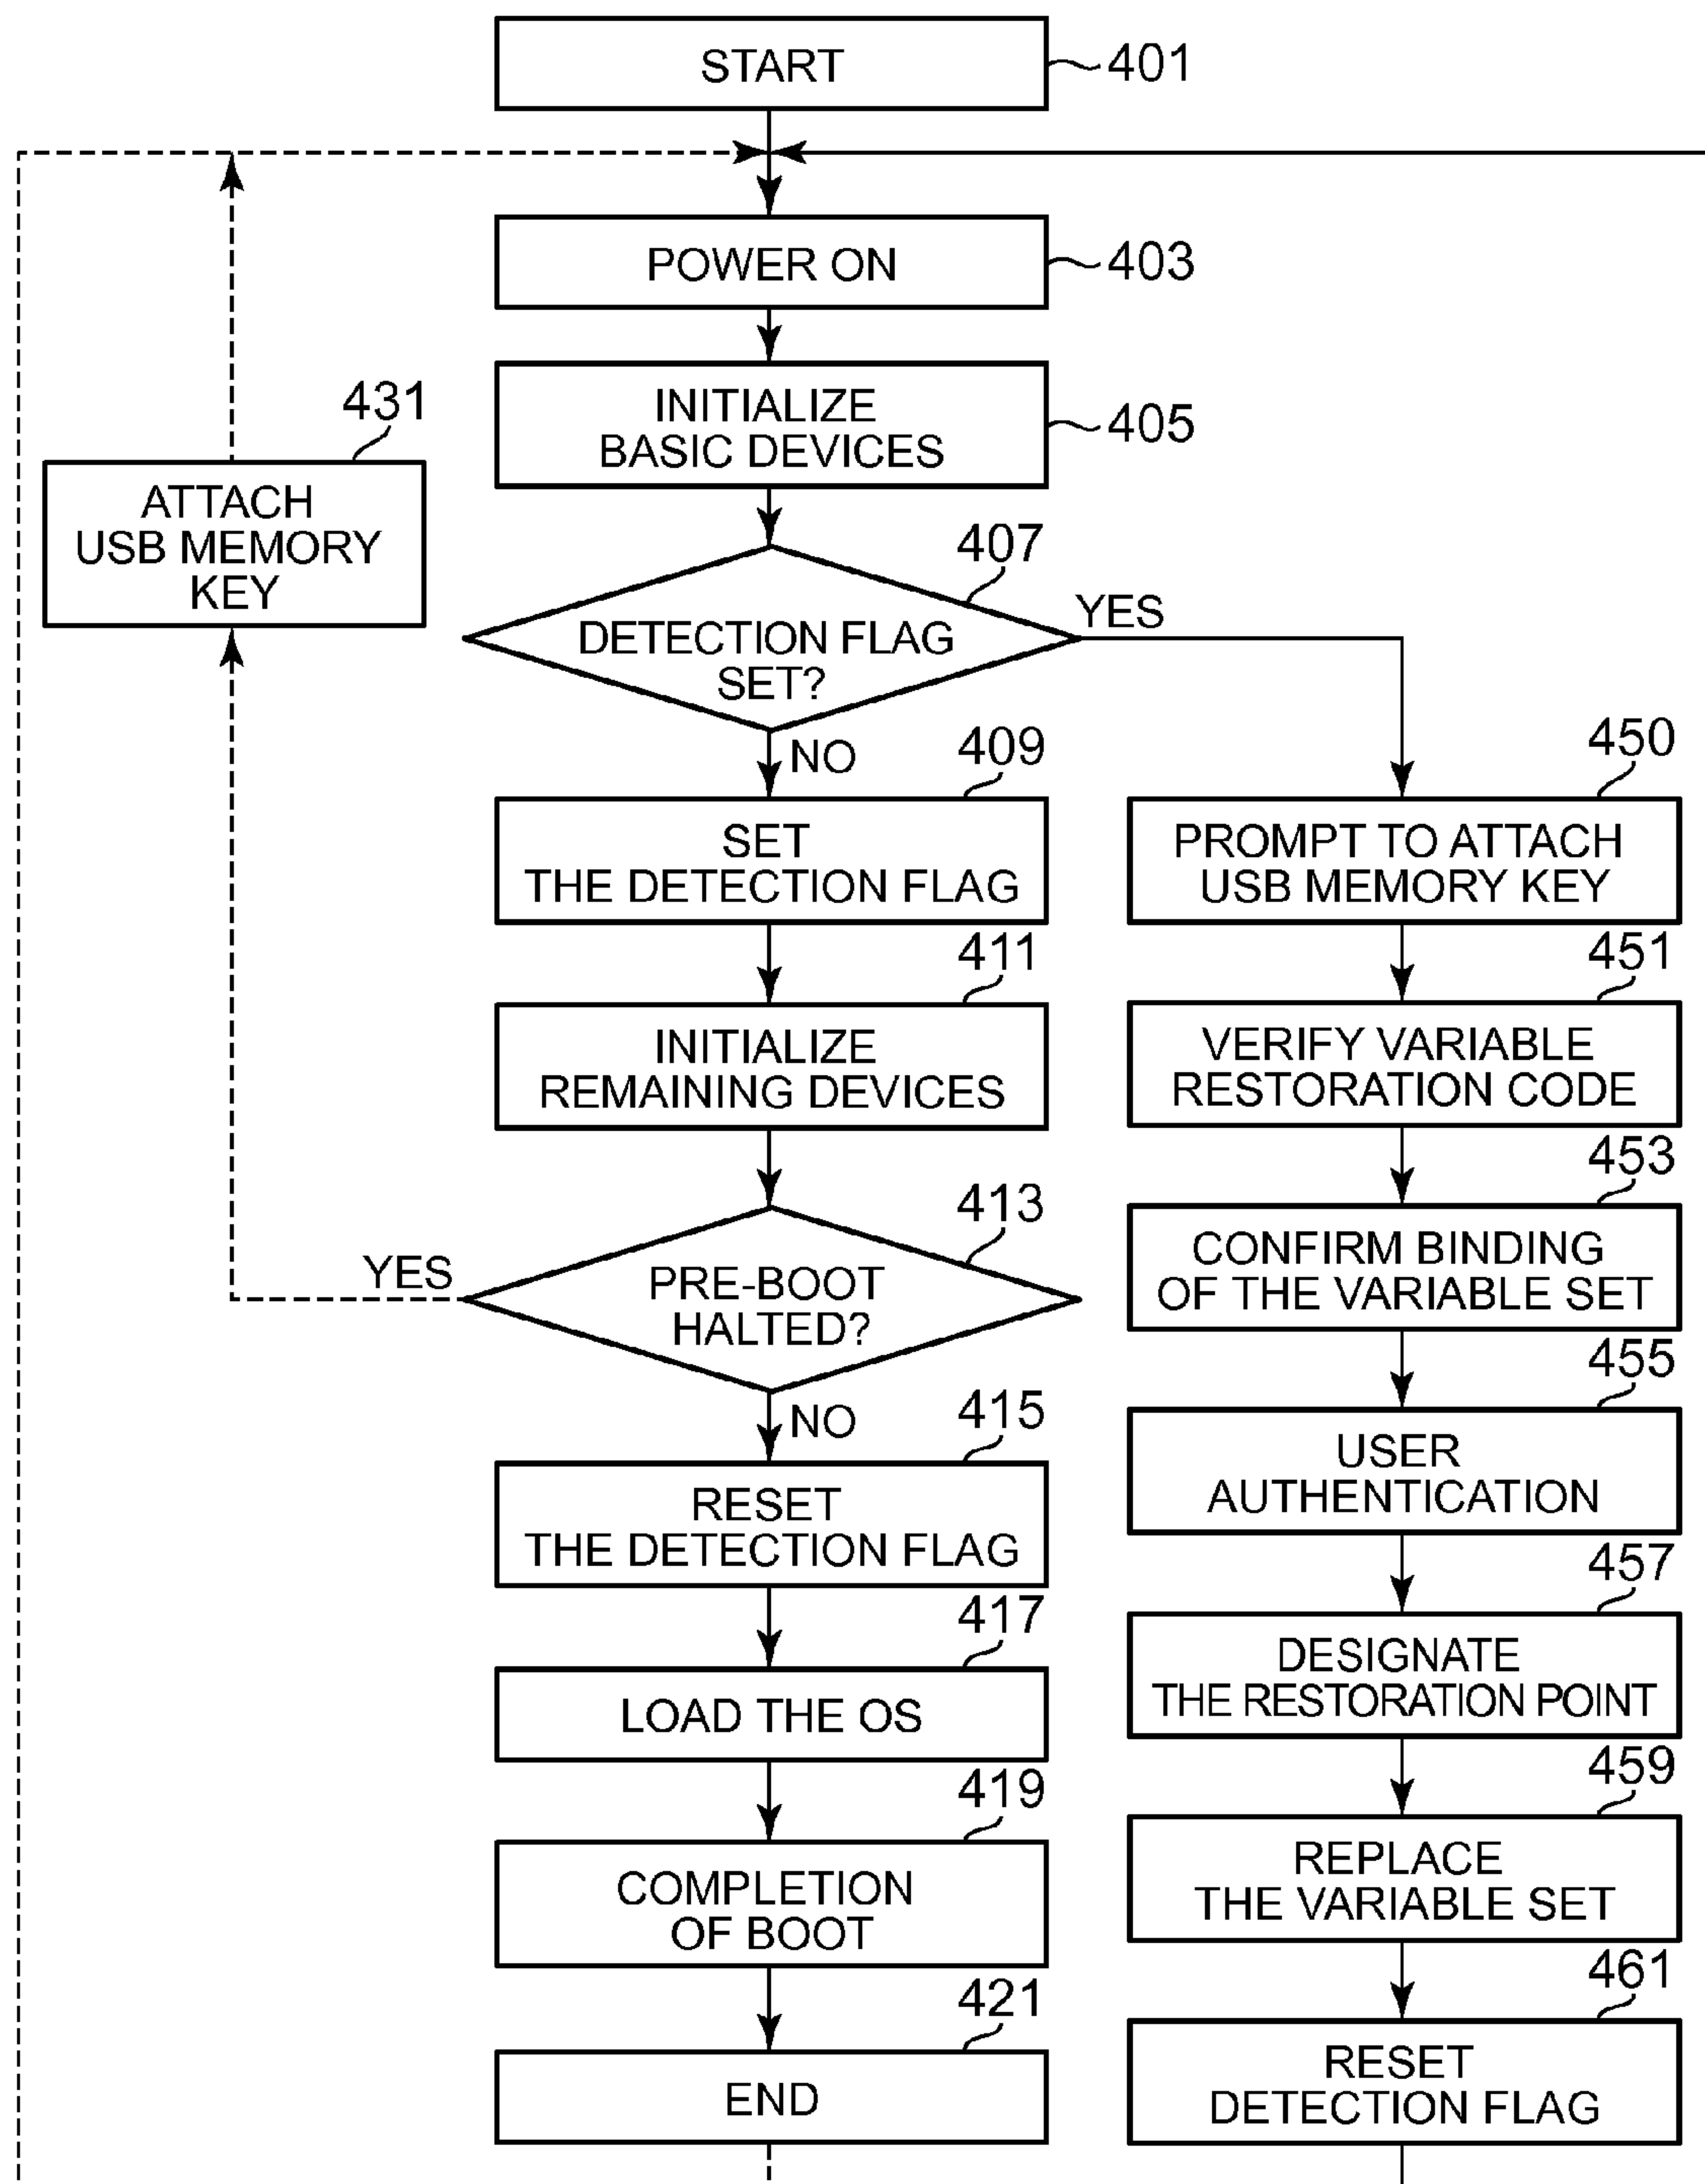 START
401
POWER ON
403
431
INITIALIZE
BASIC DEVICES
405
ATTACH
USB MEMORY
KEY
407
DETECTION FLAG
SET?
YES
NO
409
SET
THE DETECTION FLAG
450
PROMPT TO ATTACH
USB MEMORY KEY
411
INITIALIZE
REMAINING DEVICES
451
VERIFY VARIABLE
RESTORATION CODE
413
PRE-BOOT
HALTED?
YES
NO
453
CONFIRM BINDING
OF THE VARIABLE SET
415
RESET
THE DETECTION FLAG
455
USER
AUTHENTICATION
417
LOAD THE OS
457
DESIGNATE
THE RESTORATION POINT
419
COMPLETION
OF BOOT
459
REPLACE
THE VARIABLE SET
421
END
461
RESET
DETECTION FLAG